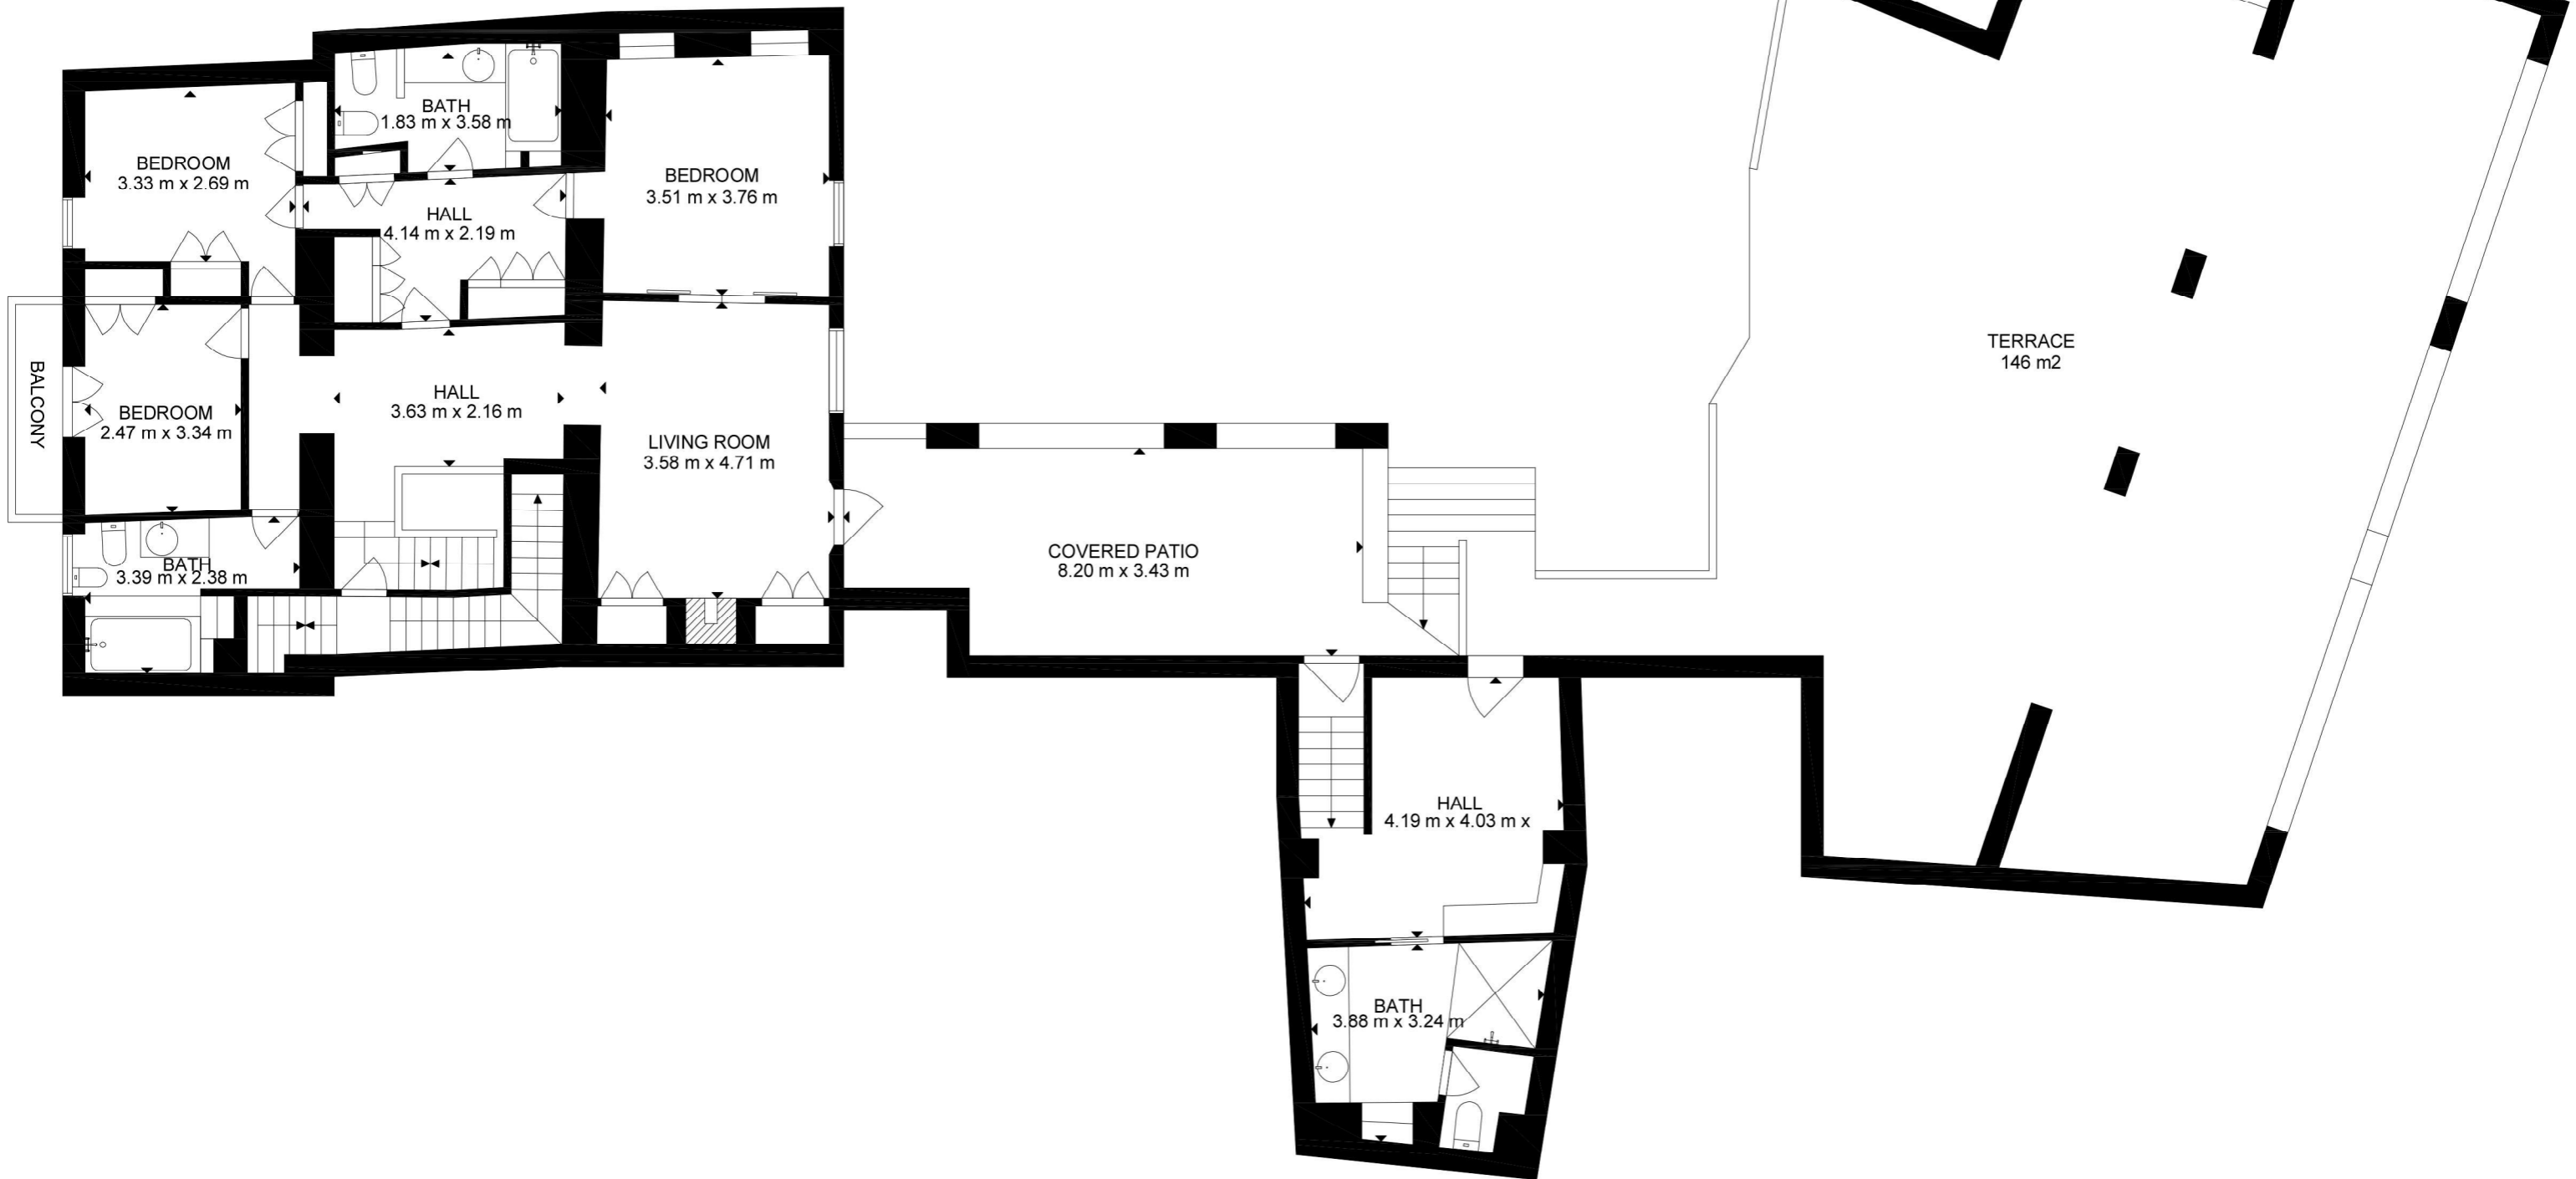 BATH
1.83 m x 3.58 m
BEDROOM
3.33 m x 2.69 m
BEDROOM
3.51 m x 3.76 m
HALL
4.14 m x 2.19 m
BALCONY
BEDROOM
2.47 m x 3.34 m
HALL
3.63 m x 2.16 m
LIVING ROOM
3.58 m x 4.71 m
BATH
3.39 m x 2.38 m
COVERED PATIO
8.20 m x 3.43 m
TERRACE
146 m2
HALL
4.19 m x 4.03 m x
BATH
3.88 m x 3.24 m